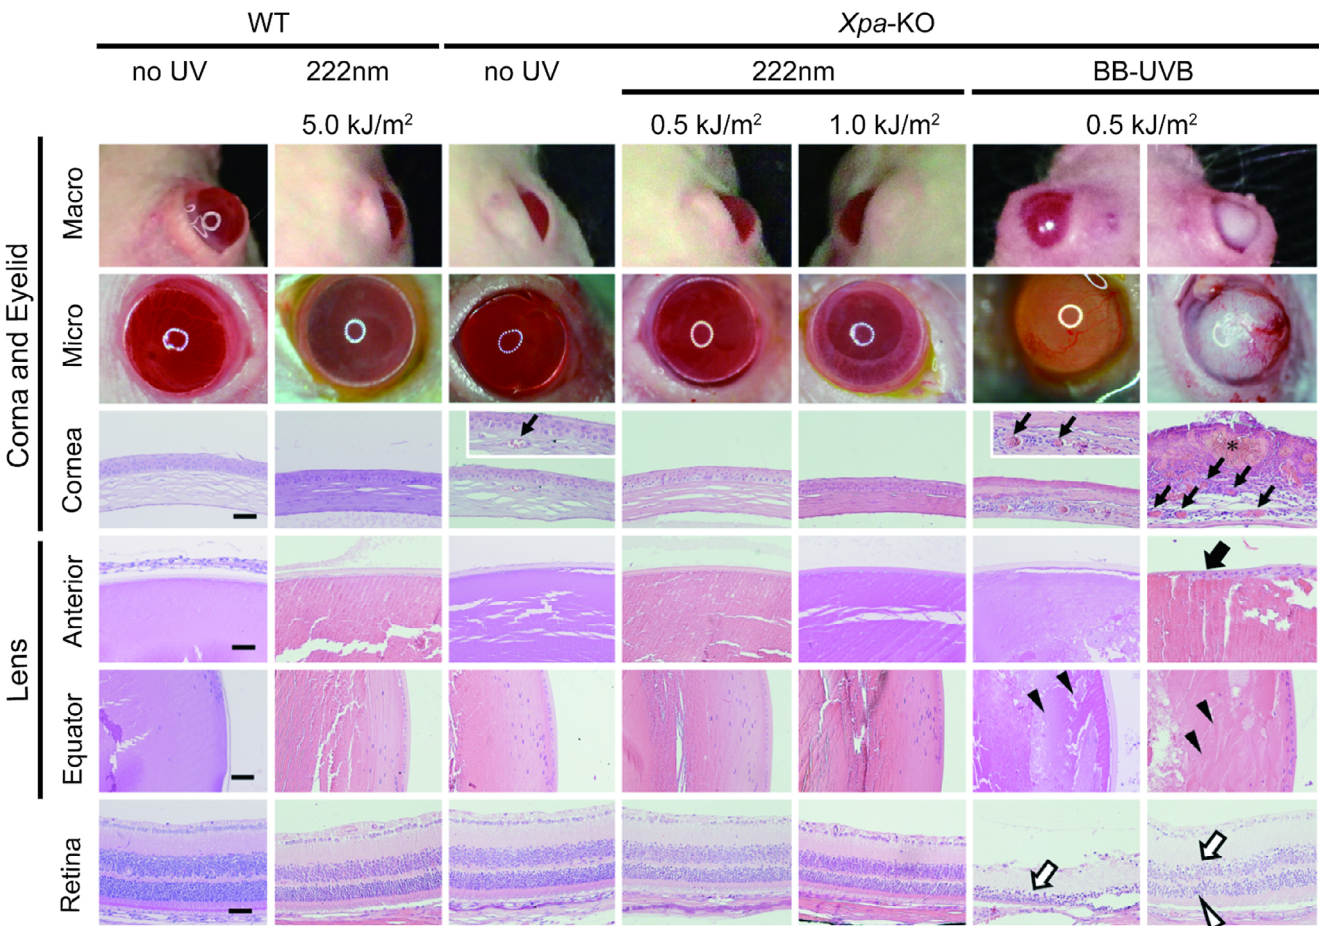 WT
Xpa-KO
no UV
222nm
no UV
222nm
BB-UVB
5.0 kJ/m²
0.5 kJ/m²
1.0 kJ/m²
0.5 kJ/m²
Corna and Eyelid
Macro
Micro
Cornea
*
Lens
Anterior
Equator
Retina